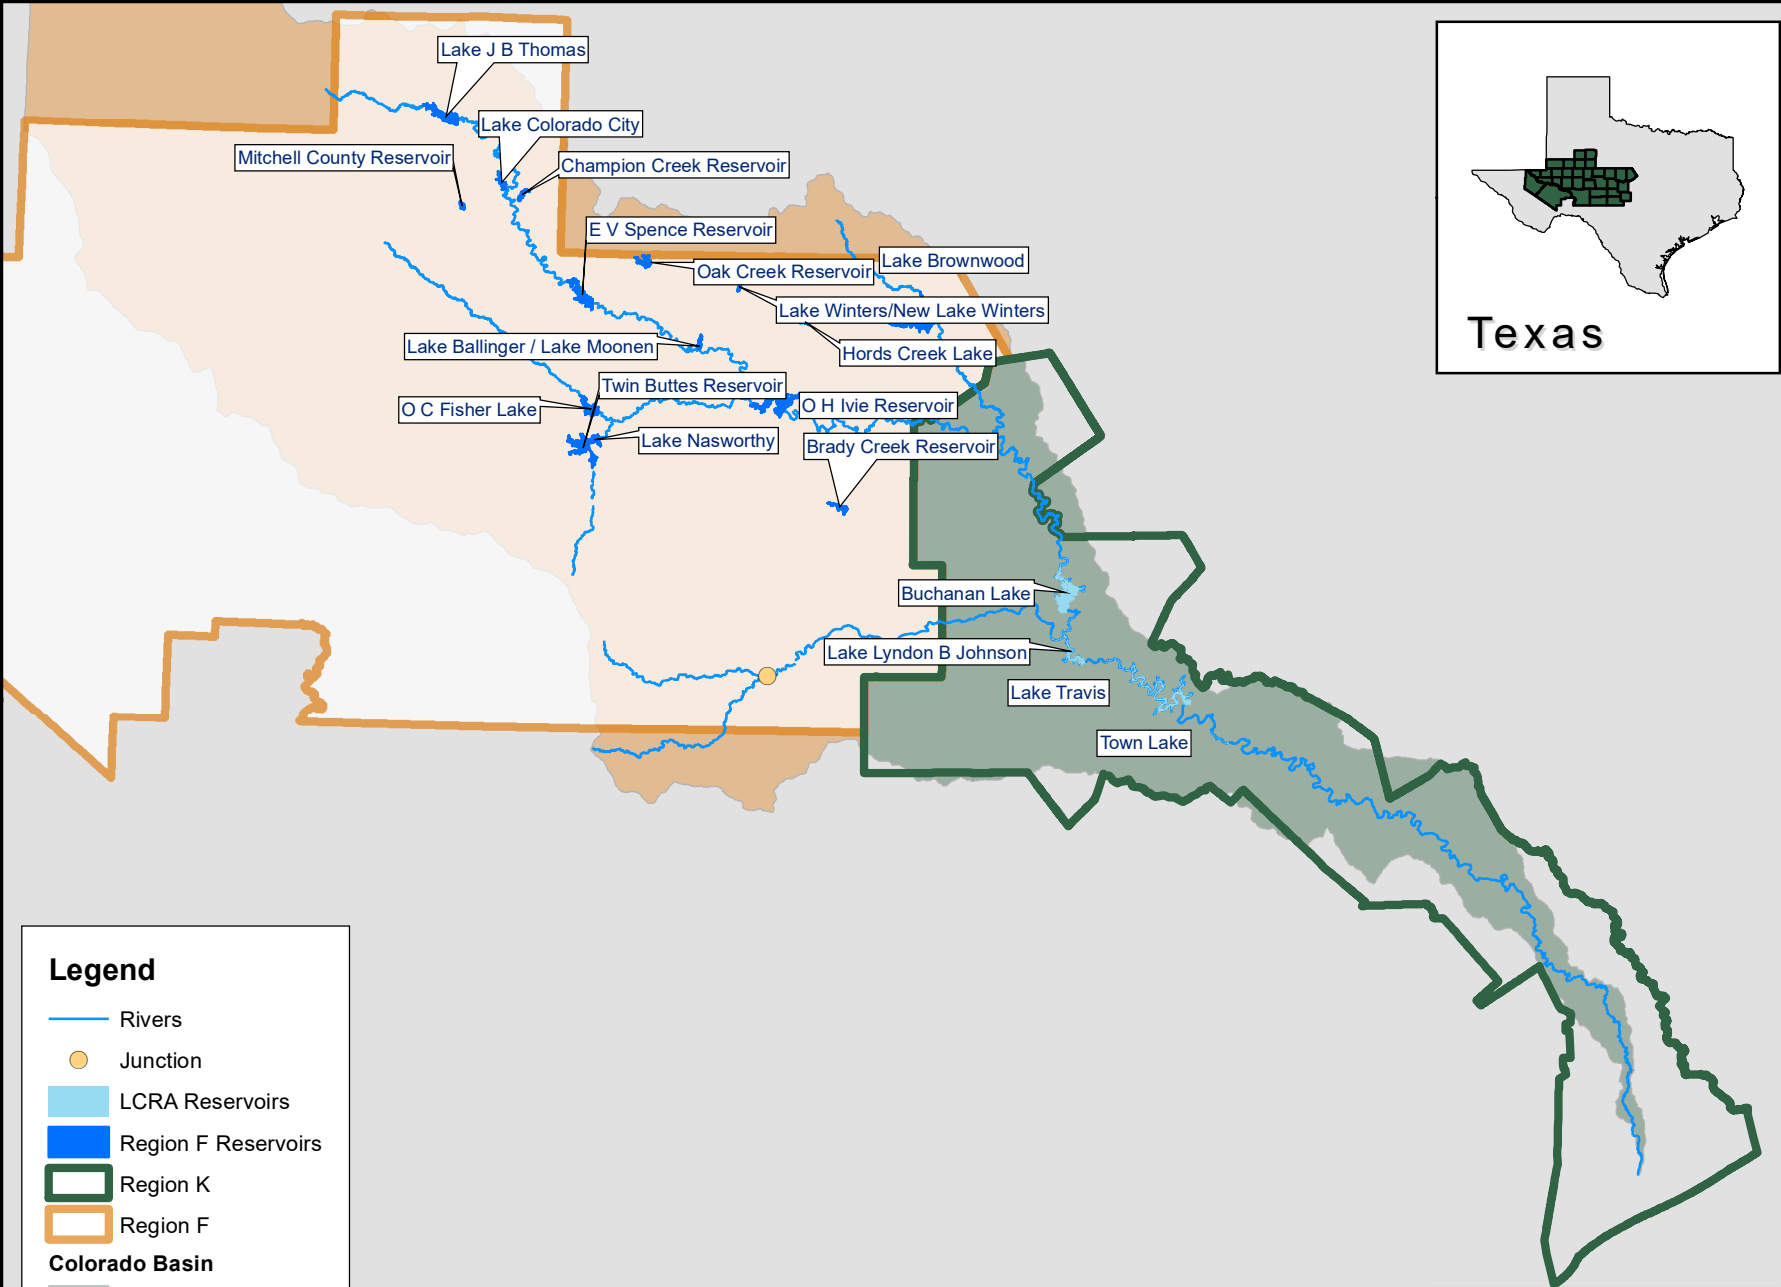 Lake J B Thomas
Lake Colorado City
Mitchell County Reservoir
Champion Creek Reservoir
E V Spence Reservoir
Lake Brownwood
Oak Creek Reservoir
Lake Winters/New Lake Winters
Lake Ballinger / Lake Moonen
Hords Creek Lake
Twin Buttes Reservoir
O C Fisher Lake
O H Ivie Reservoir
Lake Nasworthy
Brady Creek Reservoir
Buchanan Lake
Lake Lyndon B Johnson
Lake Travis
Town Lake
Texas
Legend
Rivers
Junction
LCRA Reservoirs
Region F Reservoirs
Region K
Region F
Colorado Basin